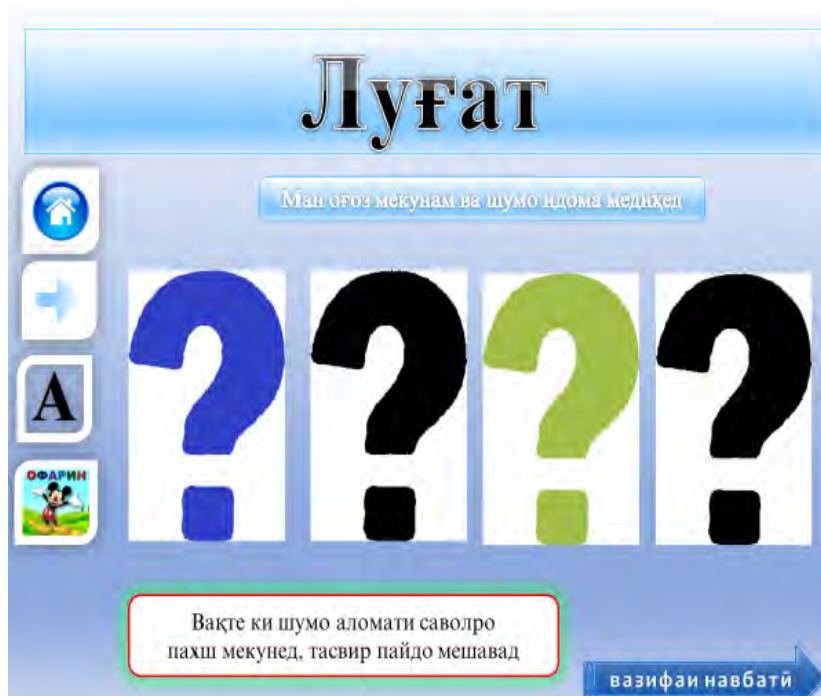 Луғат
Ман оғоз мекунам ва шумо идома медиҳед
? ? ? ?
А
ОФАРИН
Вақте ки шумо аломати саволро
пахш мекунед, тасвир пайдо мешавад
вазифаи навбатӣ